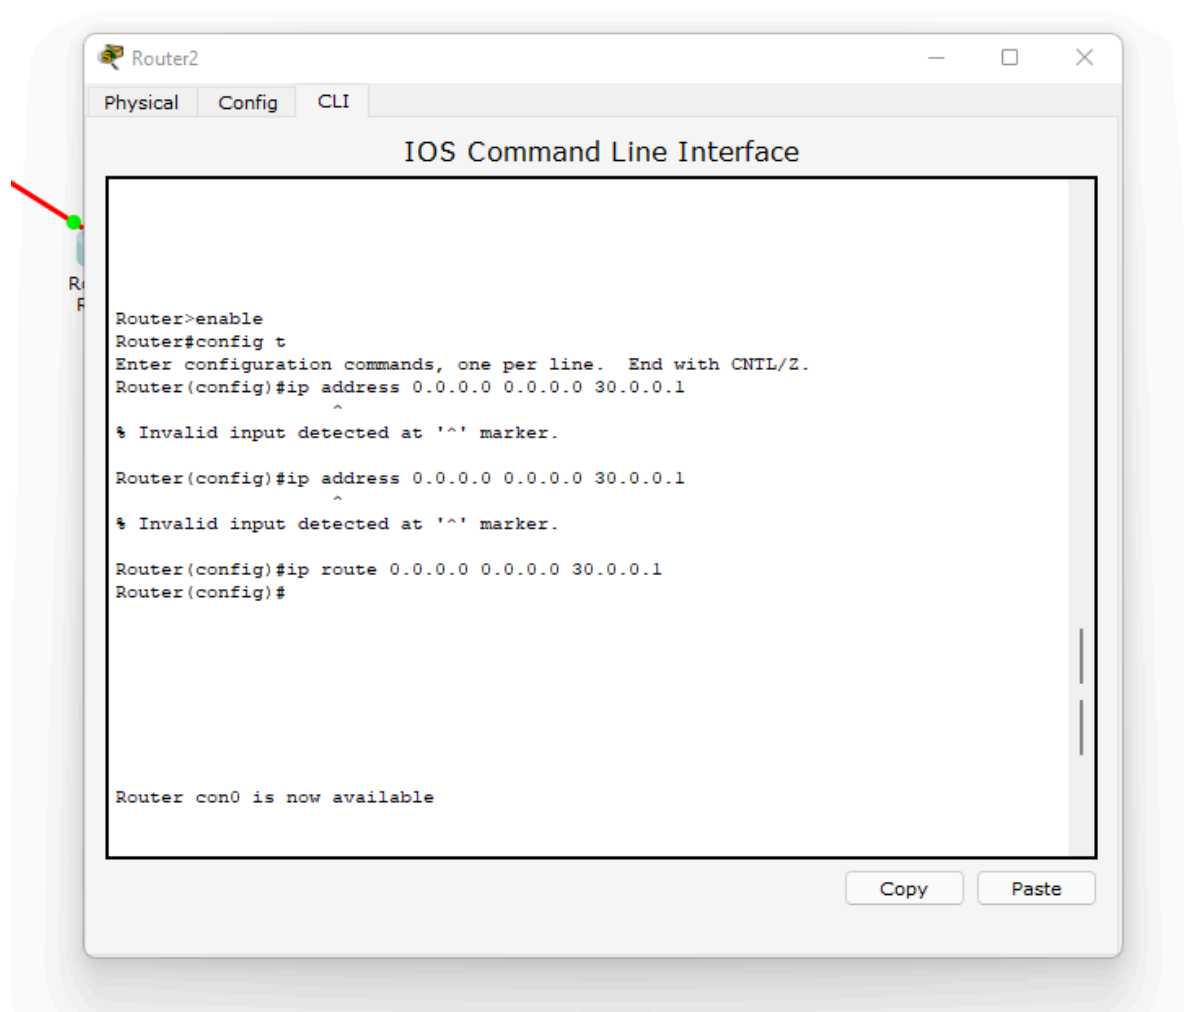 Router2
Physical Config CLI
IOS Command Line Interface
Router>enable
Router#config t
Enter configuration commands, one per line.  End with CNTL/Z.
Router(config)#ip address 0.0.0.0 0.0.0.0 30.0.0.1
^
% Invalid input detected at '^' marker.
Router(config)#ip address 0.0.0.0 0.0.0.0 30.0.0.1
^
% Invalid input detected at '^' marker.
Router(config)#ip route 0.0.0.0 0.0.0.0 30.0.0.1
Router(config)#
Router con0 is now available
Copy Paste